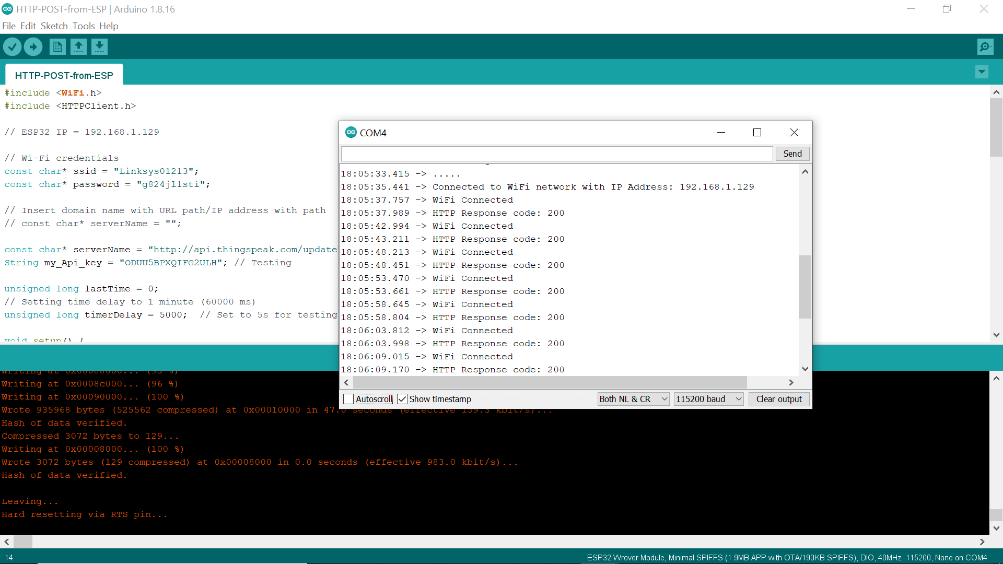 HTTP-POST-from-ESP | Arduino 1.8.16
File Edit Sketch Tools Help
HTTP-POST-from-ESP
#include <WiFi.h>
#include <HTTPClient.h>
// ESP32 IP = 192.168.1.129
// Wi-Fi credentials
const char* ssid = "Linksys01213";
const char* password = "g824jl1sti";
// Insert domain name with URL path/IP address with path
// const char* serverName = "";
const char* serverName = "http://api.thingspeak.com/update
String my_Api_key = "ODUU5BPXQIFG2ULH"; // Testing
unsigned long lastTime = 0;
// Setting time delay to 1 minute (60000 ms)
unsigned long timerDelay = 5000; // Set to 5s for testing
void setup() {
COM4
Send
18:05:33.415 -> .....
18:05:35.441 -> Connected to WiFi network with IP Address: 192.168.1.129
18:05:37.757 -> WiFi Connected
18:05:37.989 -> HTTP Response code: 200
18:05:42.994 -> WiFi Connected
18:05:43.211 -> HTTP Response code: 200
18:05:48.213 -> WiFi Connected
18:05:48.451 -> HTTP Response code: 200
18:05:53.470 -> WiFi Connected
18:05:53.661 -> HTTP Response code: 200
18:05:58.645 -> WiFi Connected
18:05:58.804 -> HTTP Response code: 200
18:06:03.812 -> WiFi Connected
18:06:03.998 -> HTTP Response code: 200
18:06:09.015 -> WiFi Connected
18:06:09.170 -> HTTP Response code: 200
Autoscroll Show timestamp Both NL & CR 115200 baud Clear output
Writing at 0x0008c000... (95 %)
Writing at 0x00090000... (100 %)
Wrote 935968 bytes (525562 compressed) at 0x00010000 in 47.0 seconds (effective 159.3 kbit/s)...
Hash of data verified.
Compressed 3072 bytes to 129...
Writing at 0x00008000... (100 %)
Wrote 3072 bytes (129 compressed) at 0x00008000 in 0.0 seconds (effective 983.0 kbit/s)...
Hash of data verified.
Leaving...
Hard resetting via RTS pin...
14
ESP32 Wrover Module, Minimal SPIFFS (1.9MB APP with OTA/190KB SPIFFS), DIO, 40MHz, 115200, None on COM4